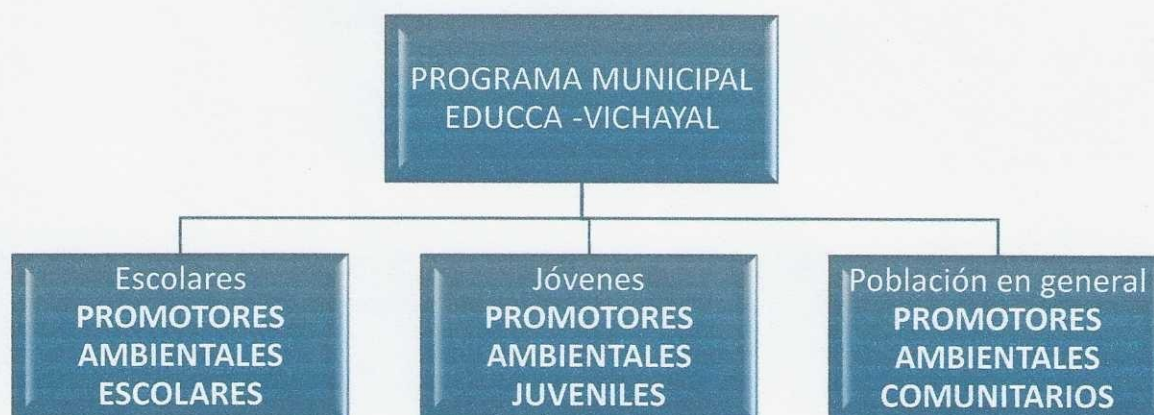 PROGRAMA MUNICIPAL
EDUCCA -VICHAYAL
Escolares
PROMOTORES
AMBIENTALES
ESCOLARES
Jóvenes
PROMOTORES
AMBIENTALES
JUVENILES
Población en general
PROMOTORES
AMBIENTALES
COMUNITARIOS